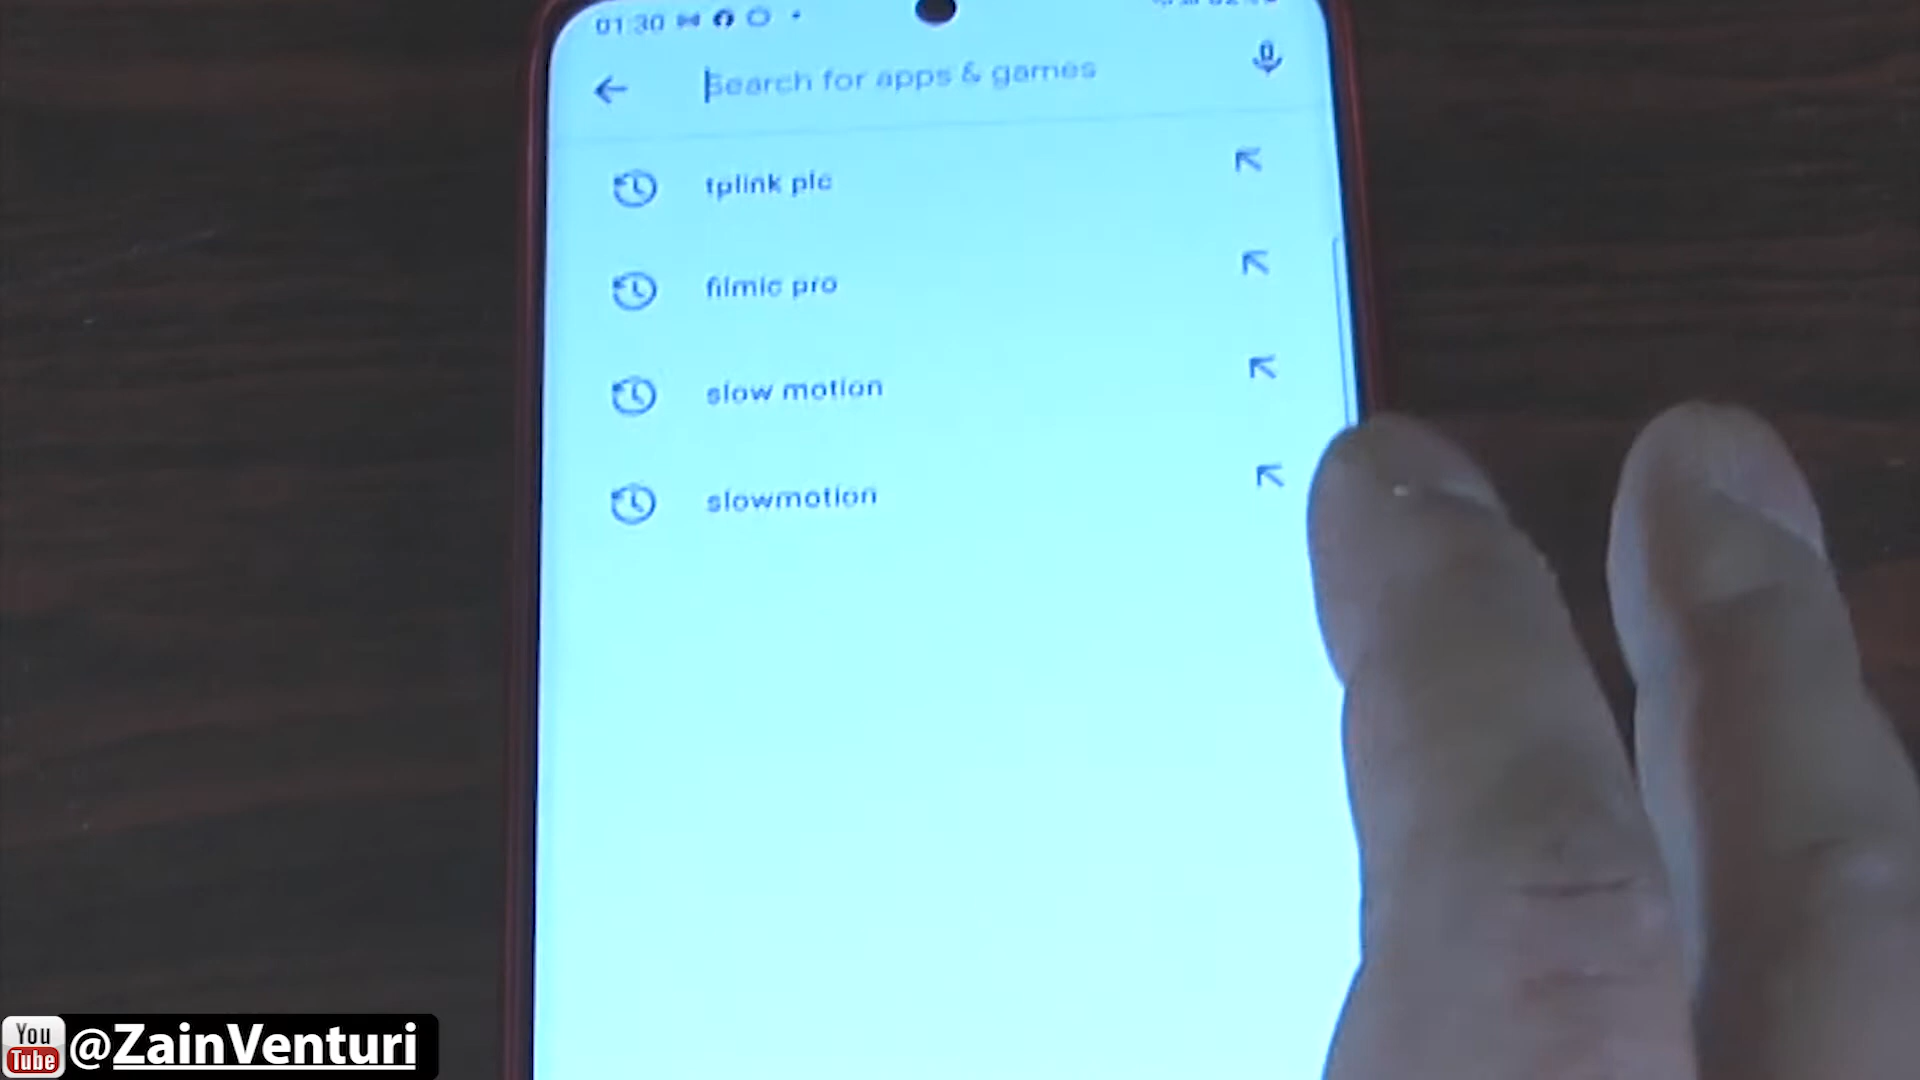 01:30
Search for apps & games
tplink plc
filmic pro
slow motion
slowmotion
You
Tube
@ZainVenturi